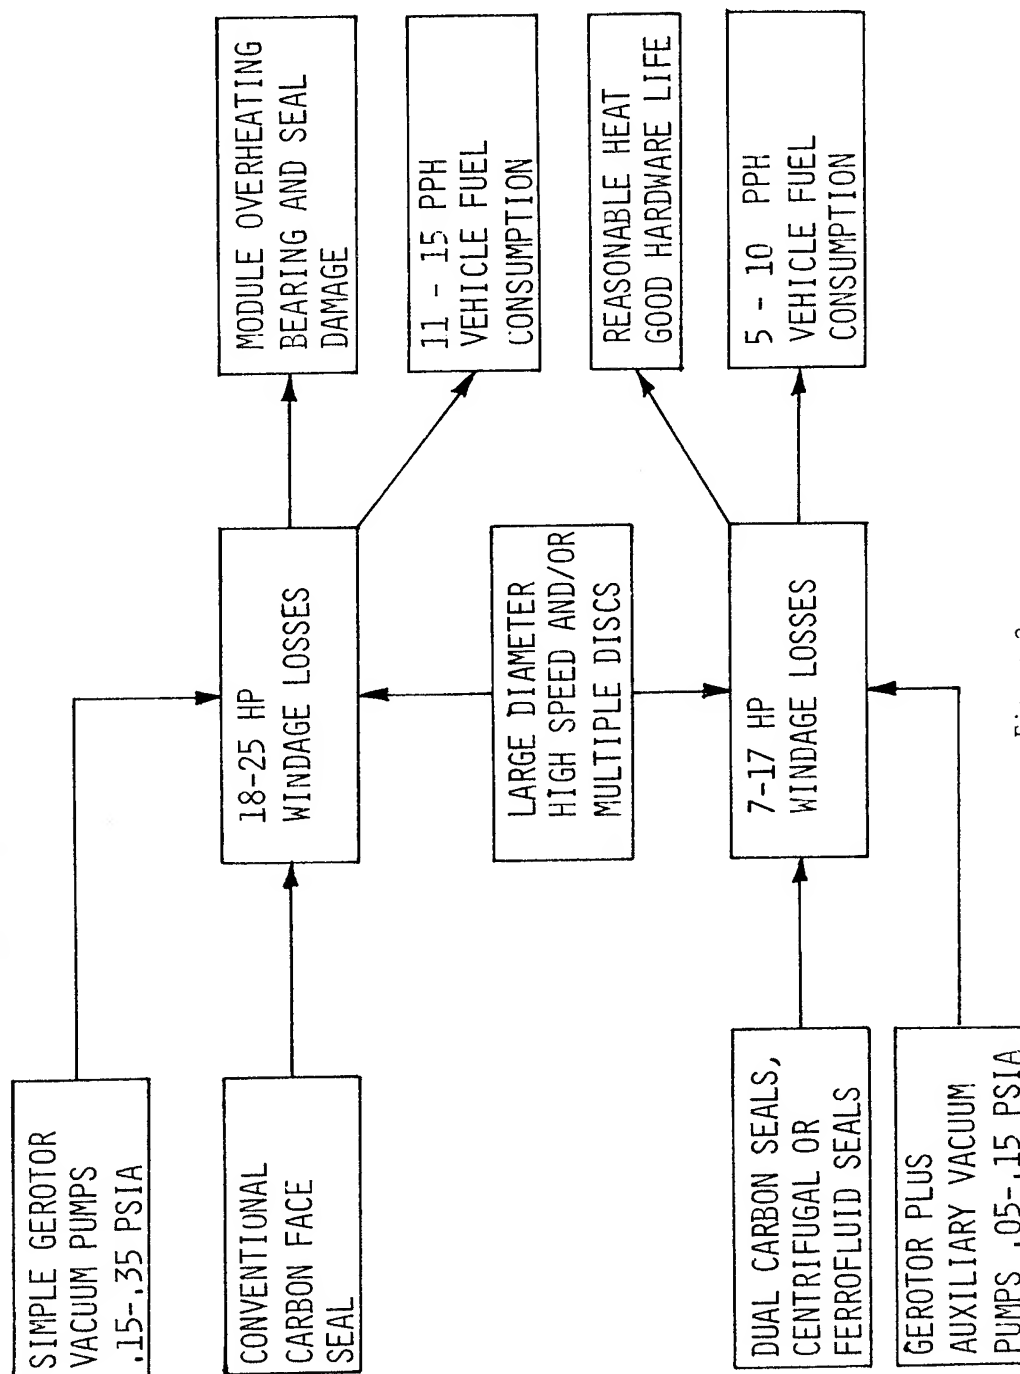 SIMPLE GEROTOR
VACUUM PUMPS
.15-.35 PSIA
CONVENTIONAL
CARBON FACE
SEAL
DUAL CARBON SEALS,
CENTRIFUGAL OR
FERROFLUID SEALS
GEROTOR PLUS
AUXILIARY VACUUM
PUMPS .05-.15 PSIA
18-25 HP
WINDAGE LOSSES
LARGE DIAMETER
HIGH SPEED AND/OR
MULTIPLE DISCS
7-17 HP
WINDAGE LOSSES
MODULE OVERHEATING
BEARING AND SEAL
DAMAGE
11 - 15 PPH
VEHICLE FUEL
CONSUMPTION
REASONABLE HEAT
GOOD HARDWARE LIFE
5 - 10 PPH
VEHICLE FUEL
CONSUMPTION